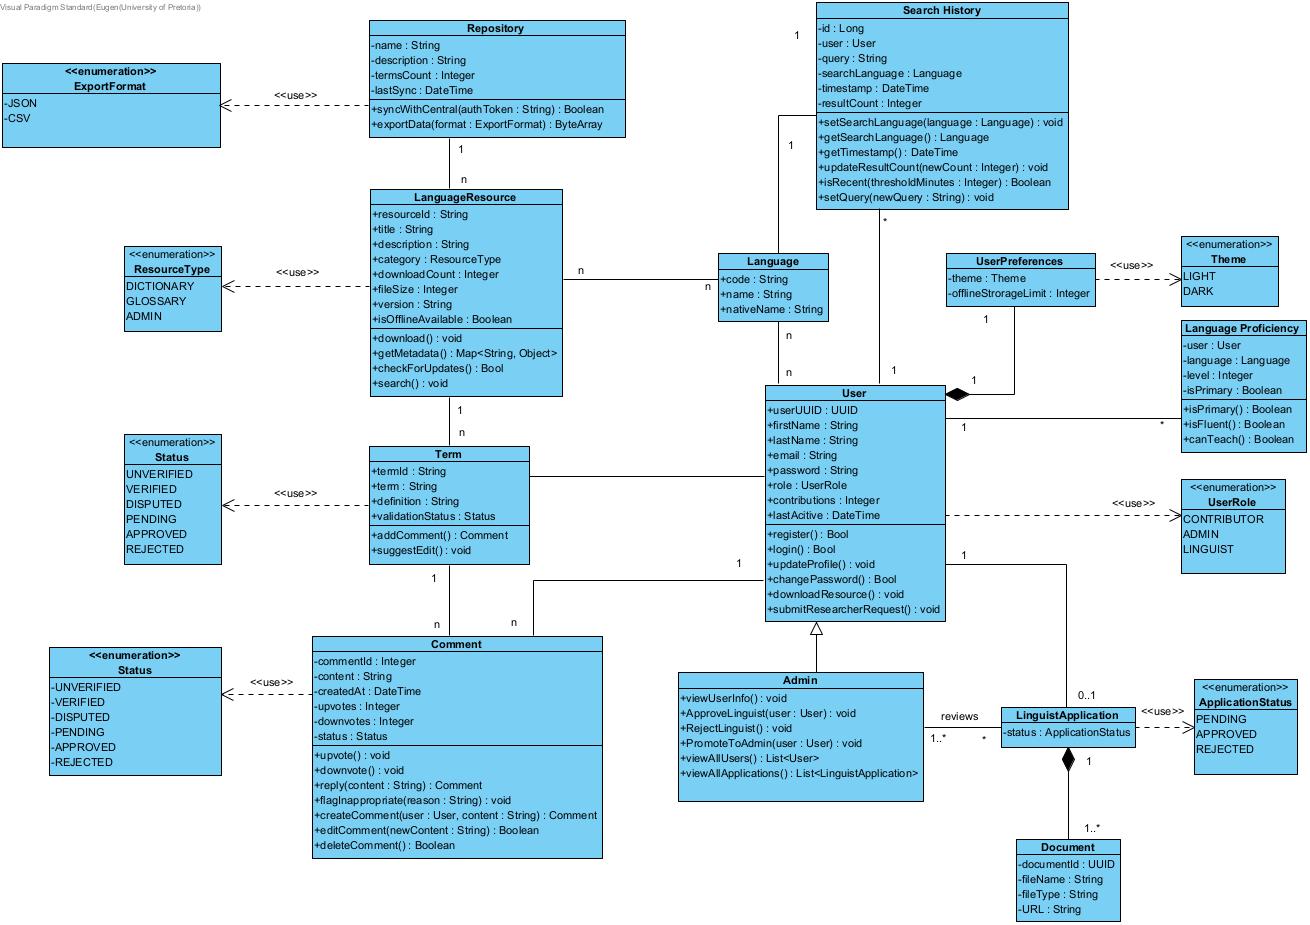 Visual Paradigm Standard(Eugen(University of Pretoria))
Repository
-name : String
-description : String
-termsCount : Integer
-lastSync : DateTime
+syncWithCentral(authToken : String) : Boolean
+exportData(format : ExportFormat) : ByteArray
<<enumeration>>
ExportFormat
-JSON
-CSV
<<use>>
1
n
Search History
-id : Long
-user : User
-query : String
-searchLanguage : Language
-timestamp : DateTime
-resultCount : Integer
+setSearchLanguage(language : Language) : void
+getSearchLanguage() : Language
+getTimestamp() : DateTime
+updateResultCount(newCount : Integer) : void
+isRecent(thresholdMinutes : Integer) : Boolean
+setQuery(newQuery : String) : void
1
1
*
1
LanguageResource
+resourceId : String
+title : String
+description : String
+category : ResourceType
+downloadCount : Integer
+fileSize : Integer
+version : String
+isOfflineAvailable : Boolean
+download() : void
+getMetadata() : Map<String, Object>
+checkForUpdates() : Bool
+search() : void
<<enumeration>>
ResourceType
DICTIONARY
GLOSSARY
ADMIN
<<use>>
n
n
Language
+code : String
+name : String
+nativeName : String
n
n
UserPreferences
-theme : Theme
-offlineStrorageLimit : Integer
<<use>>
<<enumeration>>
Theme
LIGHT
DARK
1
1
Language Proficiency
-user : User
-language : Language
-level : Integer
-isPrimary : Boolean
+isPrimary() : Boolean
+isFluent() : Boolean
+canTeach() : Boolean
1
*
User
+userUUID : UUID
+firstName : String
+lastName : String
+email : String
+password : String
+role : UserRole
+contributions : Integer
+lastAcitive : DateTime
+register() : Bool
+login() : Bool
+updateProfile() : void
+changePassword() : Bool
+downloadResource() : void
+submitResearcherRequest() : void
<<use>>
<<enumeration>>
UserRole
CONTRIBUTOR
ADMIN
LINGUIST
1
n
Term
+termId : String
+term : String
+definition : String
+validationStatus : Status
+addComment() : Comment
+suggestEdit() : void
<<enumeration>>
Status
UNVERIFIED
VERIFIED
DISPUTED
PENDING
APPROVED
REJECTED
<<use>>
1
n
1
n
Comment
-commentId : Integer
-content : String
-createdAt : DateTime
-upvotes : Integer
-downvotes : Integer
-status : Status
+upvote() : void
+downvote() : void
+reply(content : String) : Comment
+flagInappropriate(reason : String) : void
+createComment(user : User, content : String) : Comment
+editComment(newContent : String) : Boolean
+deleteComment() : Boolean
<<enumeration>>
Status
-UNVERIFIED
-VERIFIED
-DISPUTED
-PENDING
-APPROVED
-REJECTED
<<use>>
Admin
+viewUserInfo() : void
+ApproveLinguist(user : User) : void
+RejectLinguist() : void
+PromoteToAdmin(user : User) : void
+viewAllUsers() : List<User>
+viewAllApplications() : List<LinguistApplication>
reviews
1..*
*
1
0..1
LinguistApplication
-status : ApplicationStatus
<<use>>
<<enumeration>>
ApplicationStatus
PENDING
APPROVED
REJECTED
1
1..*
Document
-documentId : UUID
-fileName : String
-fileType : String
-URL : String